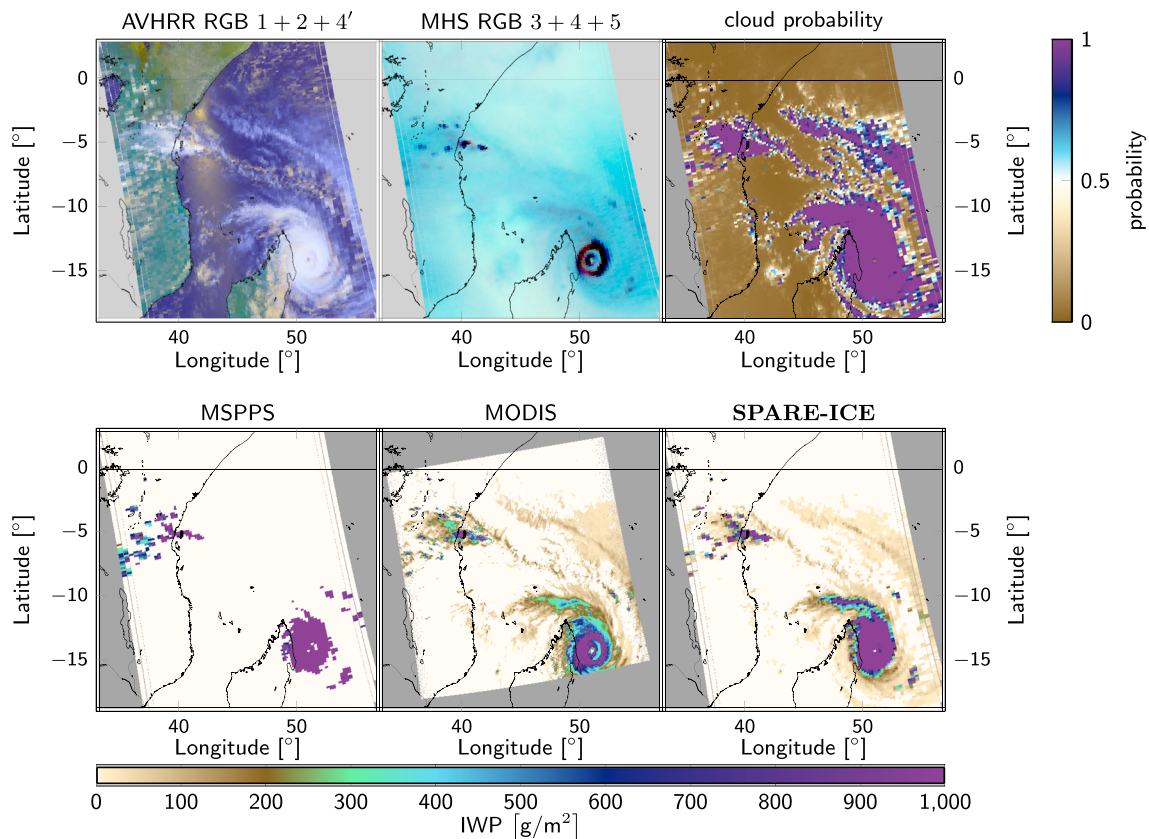 AVHRR RGB 1 + 2 + 4′
MHS RGB 3 + 4 + 5
cloud probability
0
−5
−10
−15
Latitude [°]
40
50
Longitude [°]
40
50
Longitude [°]
40
50
Longitude [°]
0
−5
−10
−15
Latitude [°]
1
0.5
0
probability
MSPPS
MODIS
SPARE-ICE
0
−5
−10
−15
Latitude [°]
40
50
Longitude [°]
40
50
Longitude [°]
40
50
Longitude [°]
0
−5
−10
−15
Latitude [°]
0 100 200 300 400 500 600 700 800 900 1,000
IWP [g/m²]